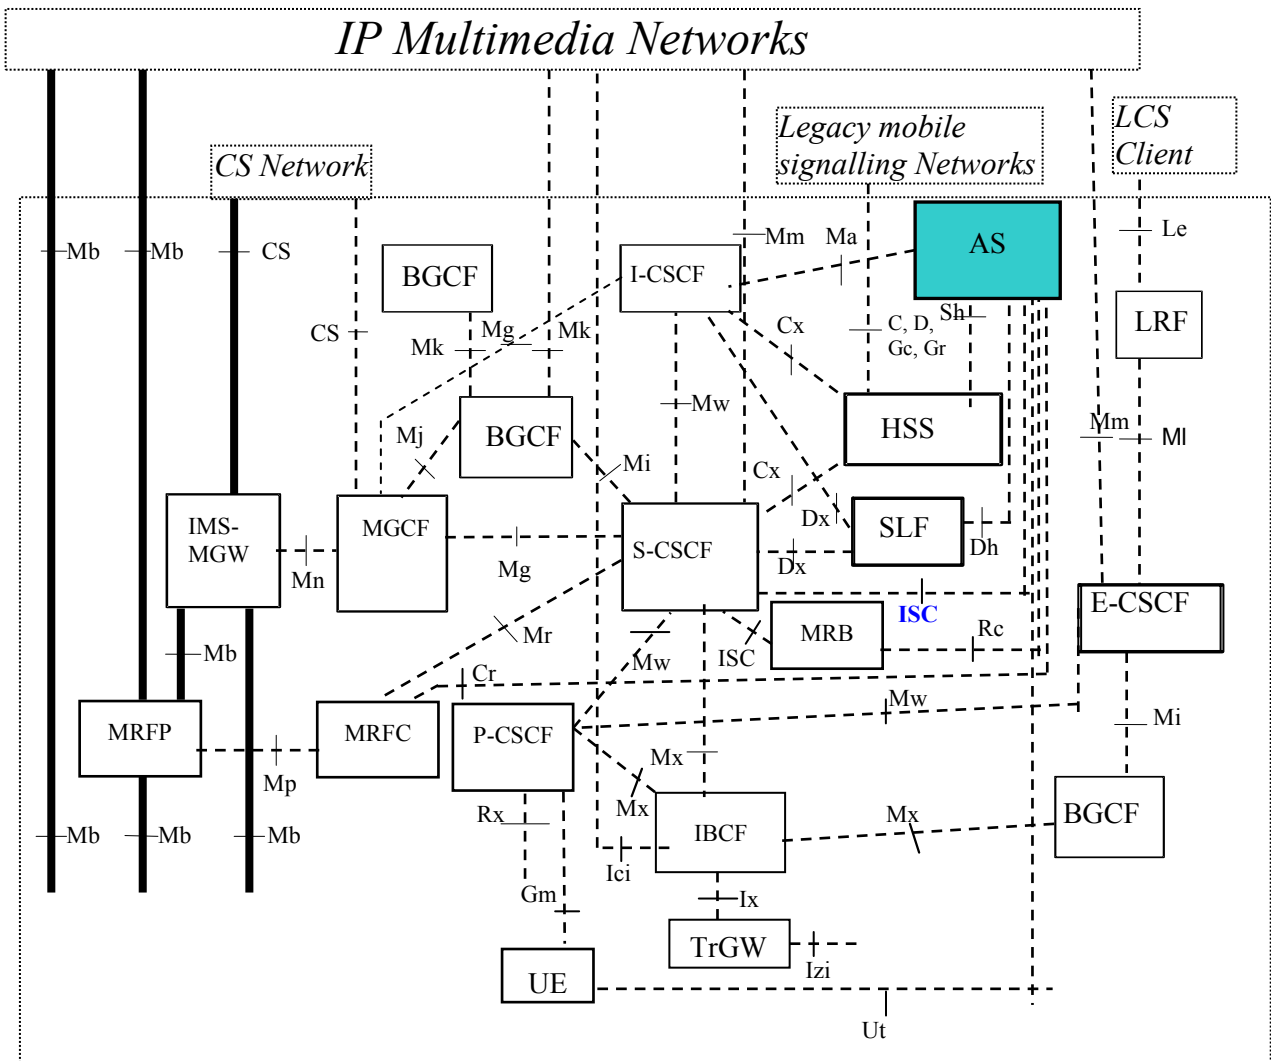 IP Multimedia Networks
Legacy mobile
signalling Networks
LCS
Client
CS Network
Mb
Mb
CS
BGCF
I-CSCF
Mm
Ma
AS
Le
CS
Mk
Mg
Mk
Cx
C, D,
Gc, Gr
Sh
LRF
Mw
BGCF
HSS
Mj
Mi
Mm
Ml
Cx
IMS-
MGW
MGCF
S-CSCF
Dx
SLF
Mn
Mg
Dx
Dh
ISC
E-CSCF
Mr
Mb
Mw
ISC
MRB
Rc
Cr
Mw
Mi
MRFP
MRFC
P-CSCF
Mp
Mx
Mx
Mb
Mb
Mb
Rx
IBCF
Mx
BGCF
Ici
Gm
Ix
TrGW
Izi
UE
Ut